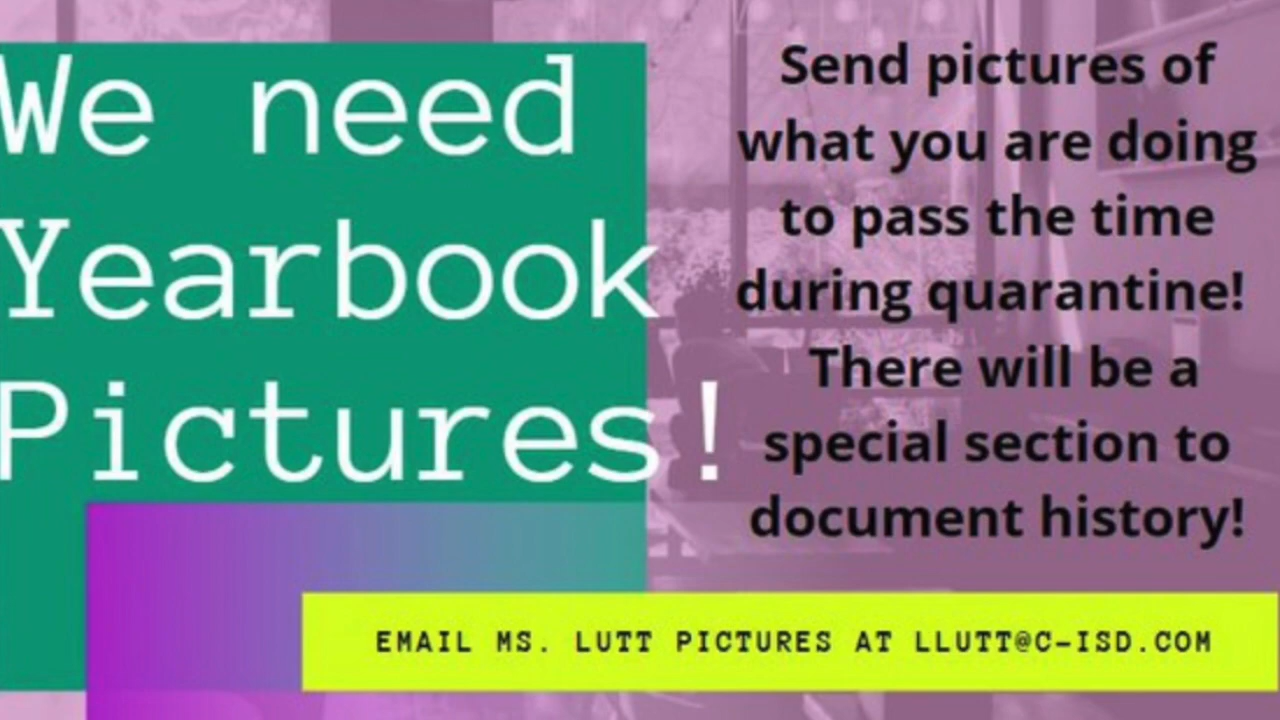 We need
Yearbook
Pictures!
Send pictures of
what you are doing
to pass the time
during quarantine!
There will be a
special section to
document history!
EMAIL MS. LUTT PICTURES AT LLUTT@C-ISD.COM